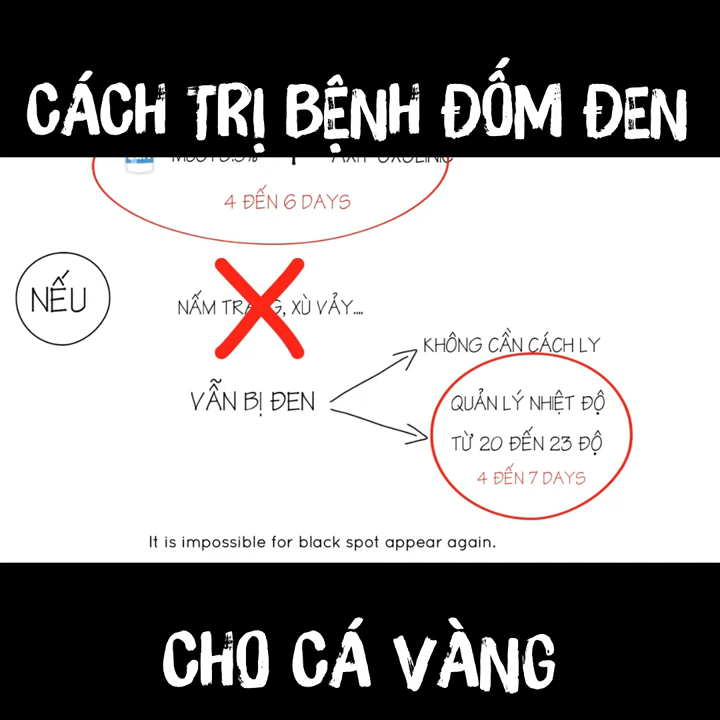 CÁCH TRỊ BỆNH ĐỐM ĐEN
4 ĐẾN 6 DAYS
NẾU
NẤM TRẮNG, XÙ VẢY....
KHÔNG CẦN CÁCH LY
VẪN BỊ ĐEN
QUẢN LÝ NHIỆT ĐỘ
TỪ 20 ĐẾN 23 ĐỘ
4 ĐẾN 7 DAYS
It is impossible for black spot appear again.
CHO CÁ VÀNG